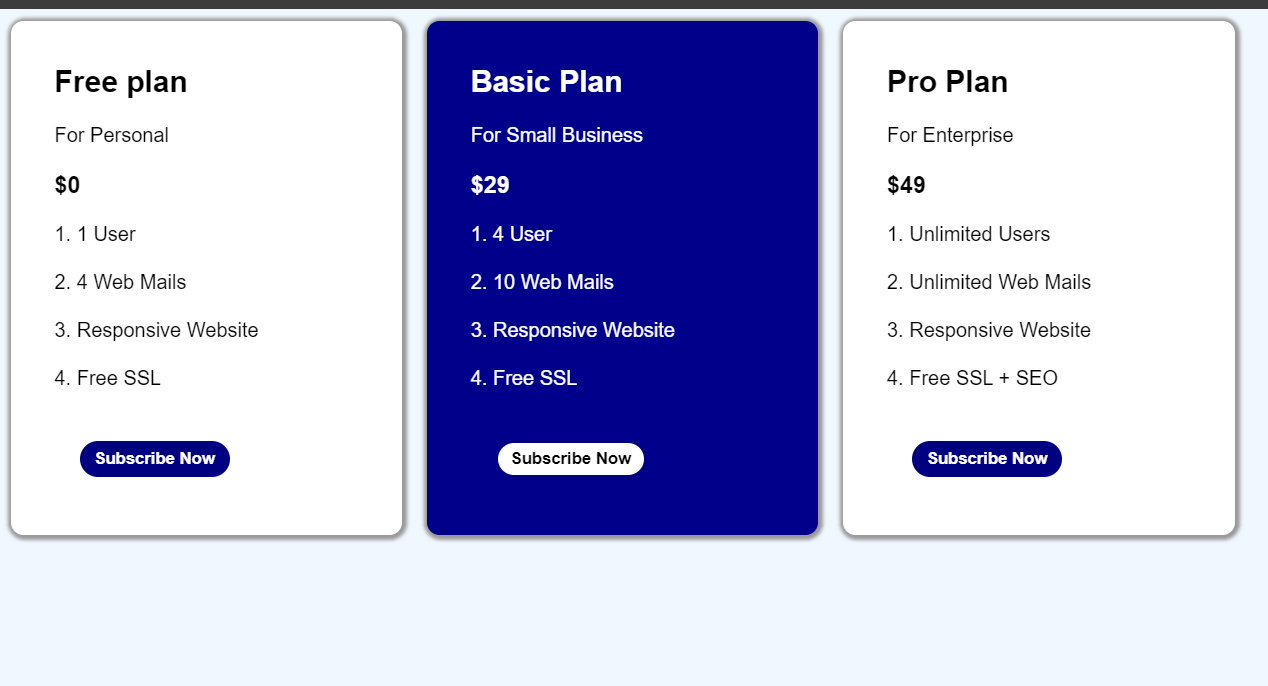 Free plan
For Personal
$0
1. 1 User
2. 4 Web Mails
3. Responsive Website
4. Free SSL
Subscribe Now
Basic Plan
For Small Business
$29
1. 4 User
2. 10 Web Mails
3. Responsive Website
4. Free SSL
Subscribe Now
Pro Plan
For Enterprise
$49
1. Unlimited Users
2. Unlimited Web Mails
3. Responsive Website
4. Free SSL + SEO
Subscribe Now